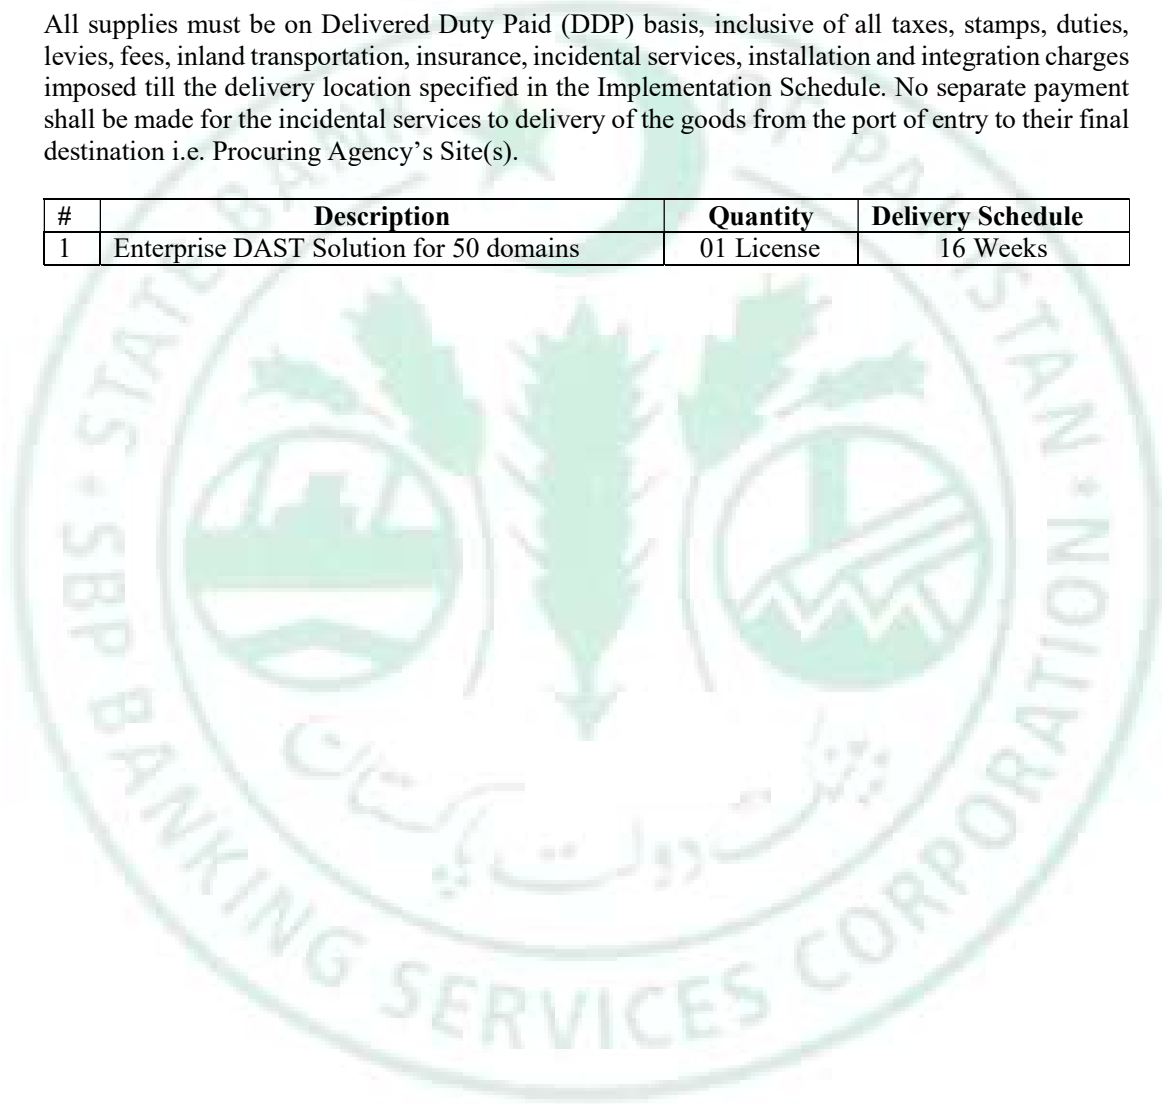 All supplies must be on Delivered Duty Paid (DDP) basis, inclusive of all taxes, stamps, duties,
levies, fees, inland transportation, insurance, incidental services, installation and integration charges
imposed till the delivery location specified in the Implementation Schedule. No separate payment
shall be made for the incidental services to delivery of the goods from the port of entry to their final
destination i.e. Procuring Agency’s Site(s).
# Description Quantity Delivery Schedule
1 Enterprise DAST Solution for 50 domains 01 License 16 Weeks
STATE BANK OF PAKISTAN
بینک دولت پاکستان
SBP BANKING SERVICES CORPORATION